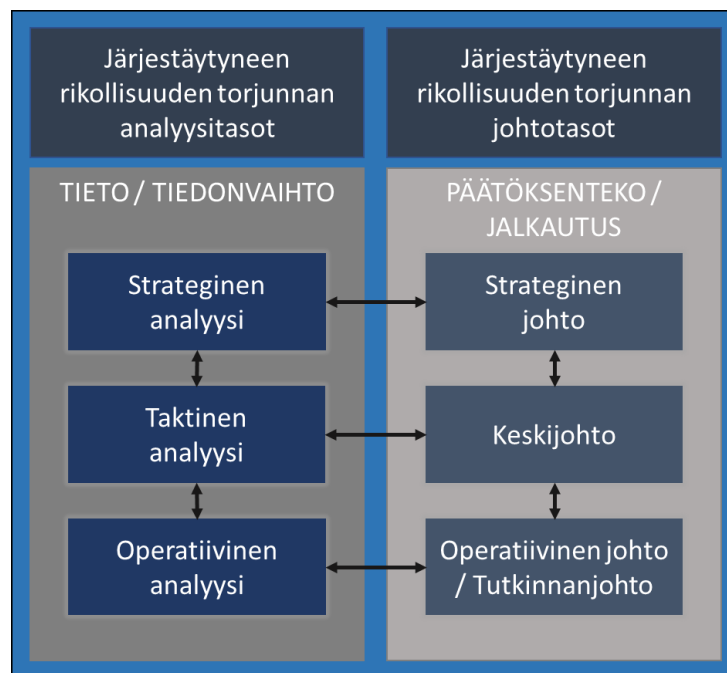 Järjestäytyneen
rikollisuuden torjunnan
analyysitasot
Järjestäytyneen
rikollisuuden torjunnan
johtotasot
TIETO / TIEDONVAIHTO
PÄÄTÖKSENTEKO /
JALKAUTUS
Strateginen
analyysi
Strateginen
johto
Taktinen
analyysi
Keskijohto
Operatiivinen
analyysi
Operatiivinen johto
/ Tutkinnanjohto